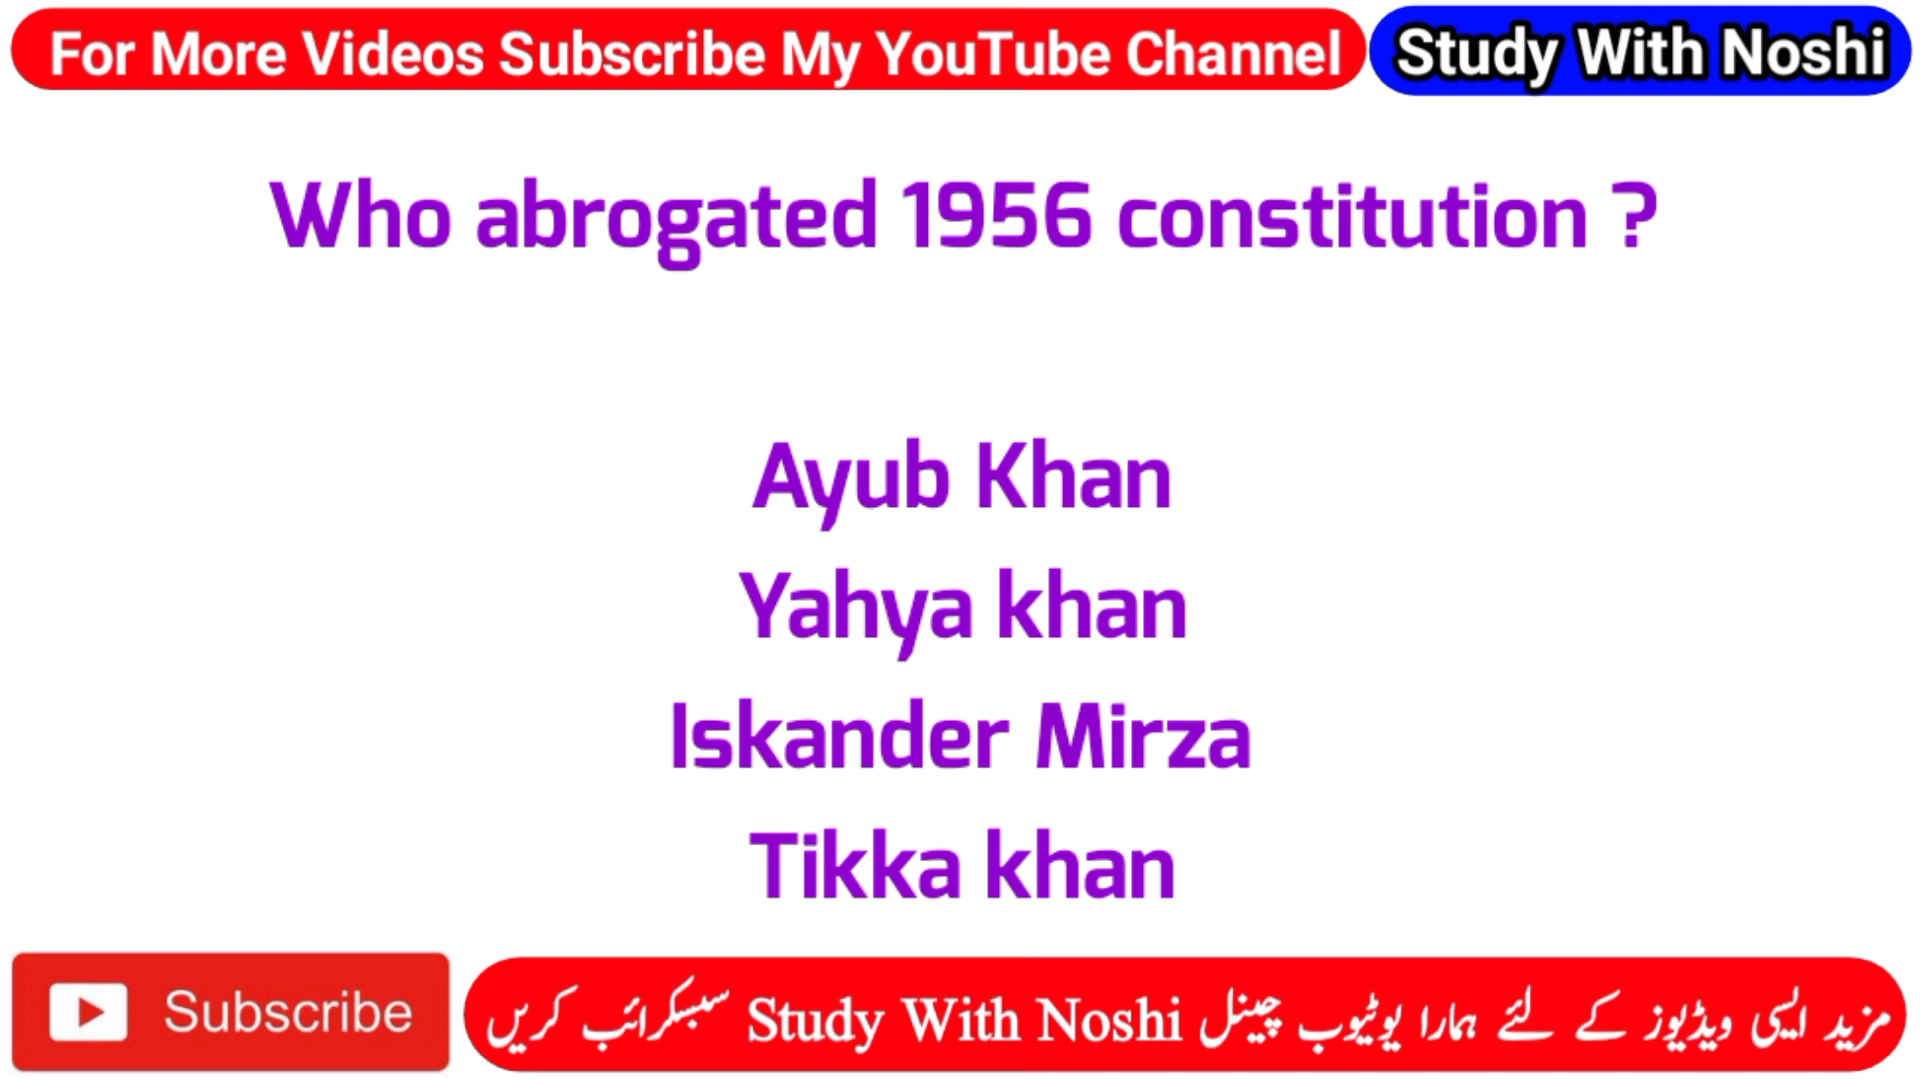 For More Videos Subscribe My YouTube Channel
Study With Noshi
Who abrogated 1956 constitution ?
Ayub Khan
Yahya khan
Iskander Mirza
Tikka khan
Subscribe
مزید ایسی ویڈیوز کے لئے ہمارا یوٹیوب چینل Study With Noshi سبسکرائب کریں